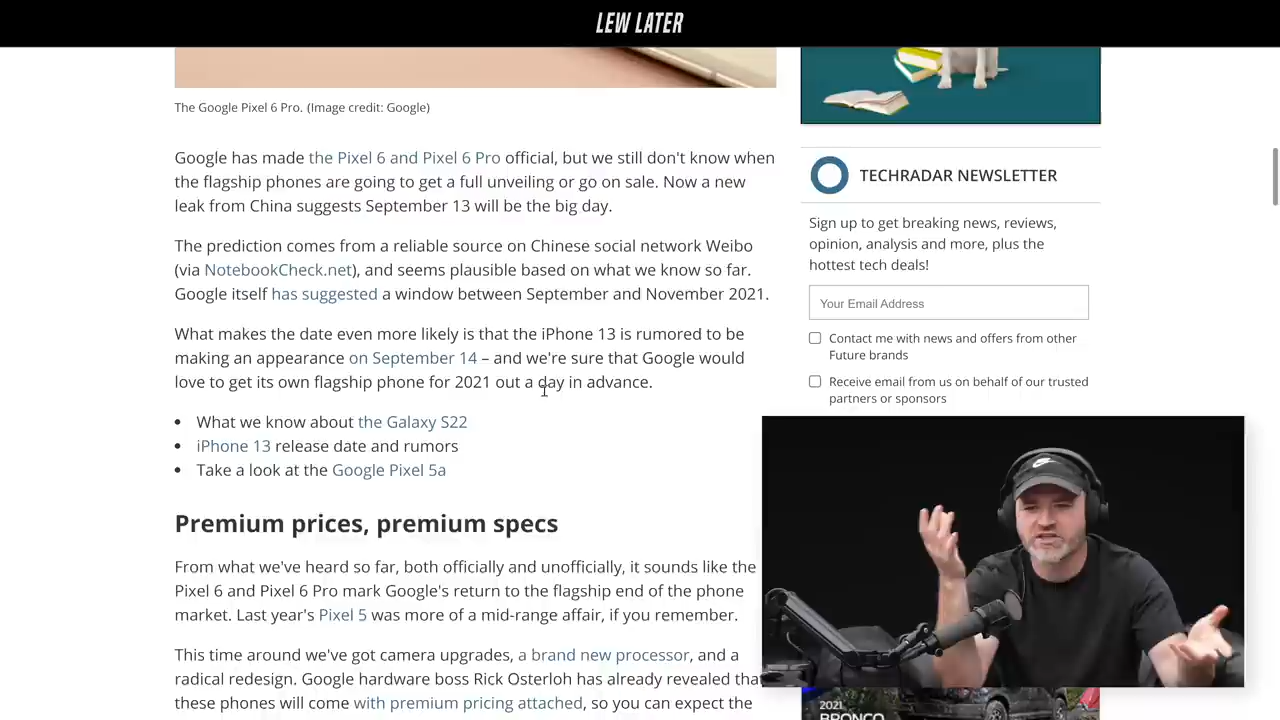 LEW LATER
The Google Pixel 6 Pro. (Image credit: Google)
Google has made the Pixel 6 and Pixel 6 Pro official, but we still don't know when
the flagship phones are going to get a full unveiling or go on sale. Now a new
leak from China suggests September 13 will be the big day.
The prediction comes from a reliable source on Chinese social network Weibo
(via NotebookCheck.net), and seems plausible based on what we know so far.
Google itself has suggested a window between September and November 2021.
What makes the date even more likely is that the iPhone 13 is rumored to be
making an appearance on September 14 – and we're sure that Google would
love to get its own flagship phone for 2021 out a day in advance.
• What we know about the Galaxy S22
• iPhone 13 release date and rumors
• Take a look at the Google Pixel 5a
Premium prices, premium specs
From what we've heard so far, both officially and unofficially, it sounds like the
Pixel 6 and Pixel 6 Pro mark Google's return to the flagship end of the phone
market. Last year's Pixel 5 was more of a mid-range affair, if you remember.
This time around we've got camera upgrades, a brand new processor, and a
radical redesign. Google hardware boss Rick Osterloh has already revealed that
these phones will come with premium pricing attached, so you can expect the
TECHRADAR NEWSLETTER
Sign up to get breaking news, reviews,
opinion, analysis and more, plus the
hottest tech deals!
Your Email Address
Contact me with news and offers from other
Future brands
Receive email from us on behalf of our trusted
partners or sponsors
2021
BRONCO